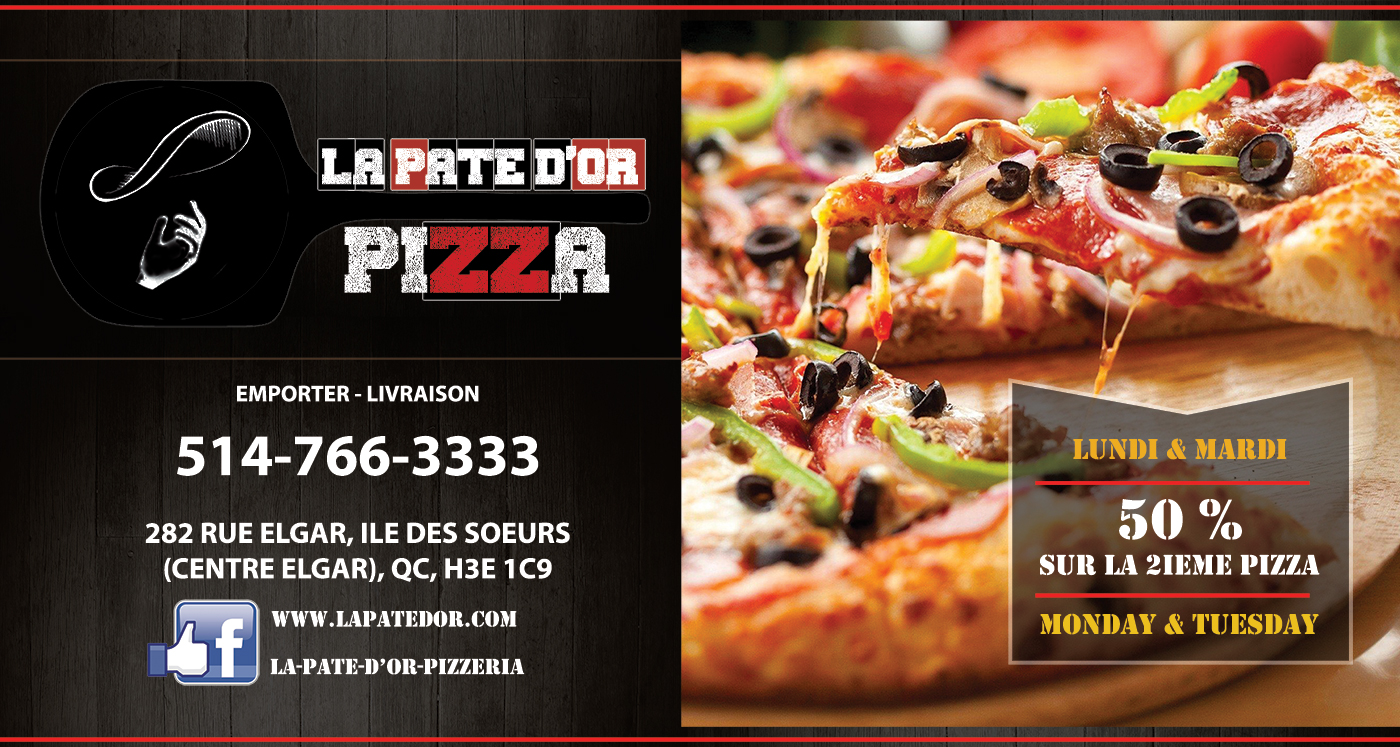 LA PATE D'OR
PIZZA
EMPORTER - LIVRAISON
514-766-3333
282 RUE ELGAR, ILE DES SOEURS
(CENTRE ELGAR), QC, H3E 1C9
f
WWW.LAPATEDOR.COM
LA-PATE-D'OR-PIZZERIA
LUNDI & MARDI
50 %
SUR LA 2IEME PIZZA
MONDAY & TUESDAY